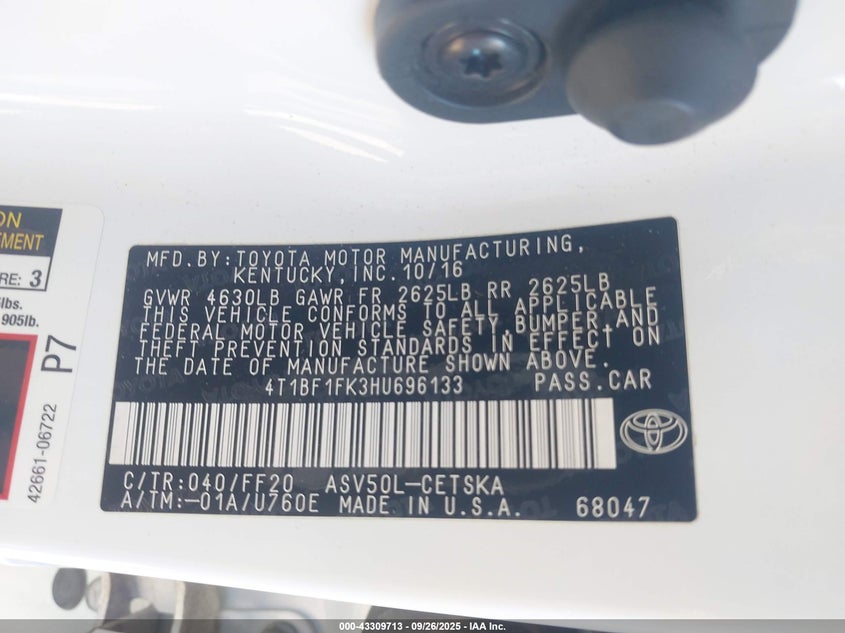 ON
EMENT
RE: 3
lbs.
905lb.
P7
42661-06722
MFD.BY:TOYOTA MOTOR MANUFACTURING,
KENTUCKY,INC.10/16
GVWR 4630LB GAWR FR 2625LB RR 2625LB
THIS VEHICLE CONFORMS TO ALL APPLICABLE
FEDERAL MOTOR VEHICLE SAFETY,BUMPER,AND
THEFT PREVENTION STANDARDS IN EFFECT ON
THE DATE OF MANUFACTURE SHOWN ABOVE.
4T1BF1FK3HU696133 PASS.CAR
C/TR:040/FF20 ASV50L-CETSKA
A/TM:-01A/U760E MADE IN U.S.A. 68047
000-43309713 - 09/26/2025 - IAA Inc.